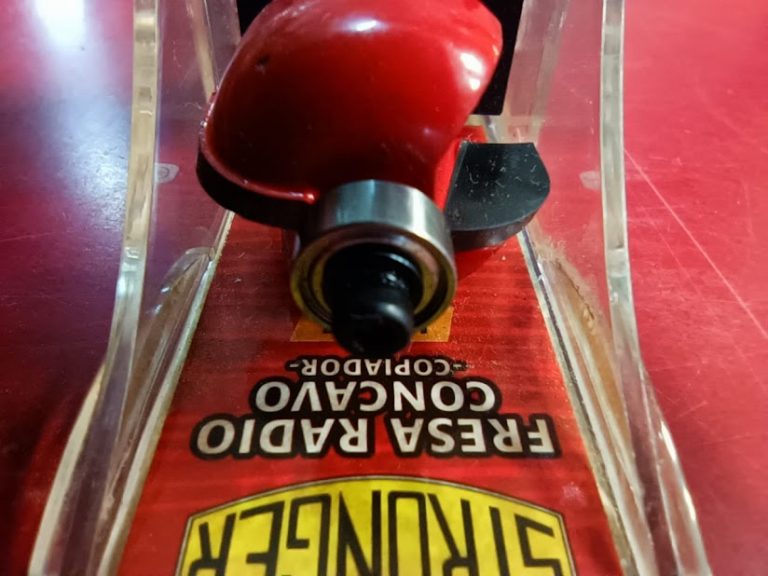 STRONGER
FRESA RADIO
CONCAVO
-COPIADOR-